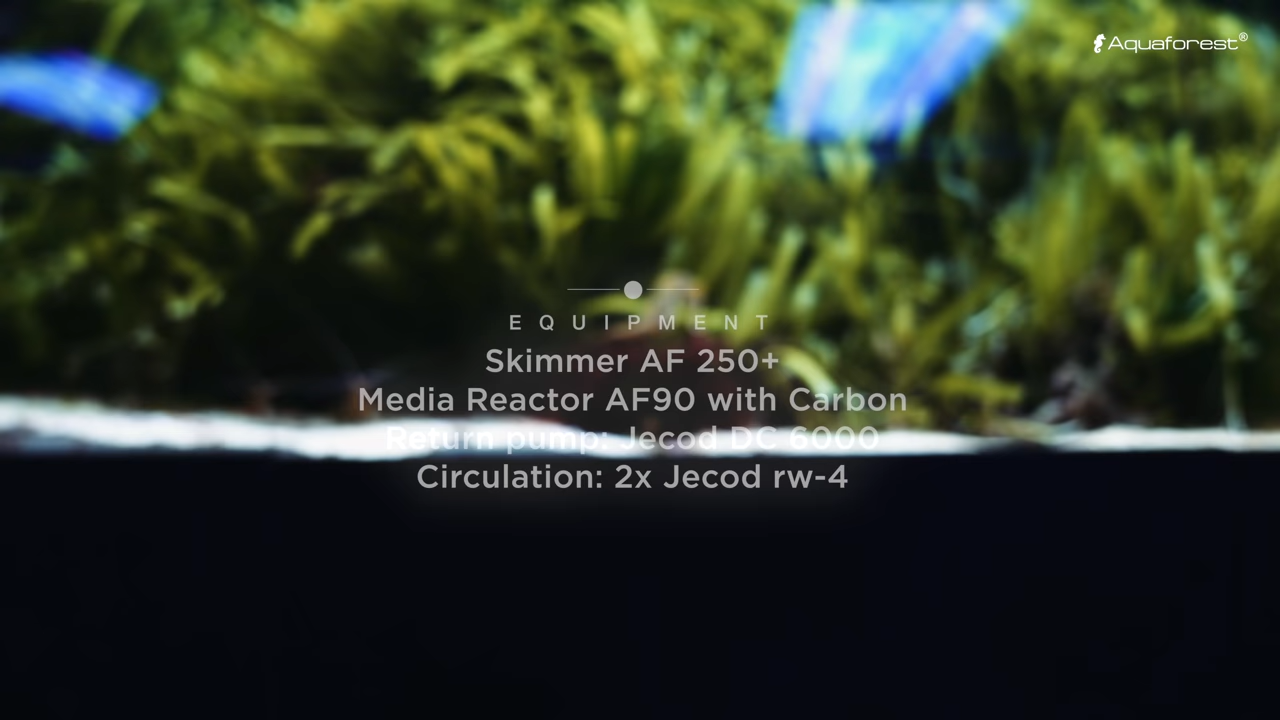 Aquaforest®
EQUIPMENT
Skimmer AF 250+
Media Reactor AF90 with Carbon
Return pump: Jecod DC 6000
Circulation: 2x Jecod rw-4